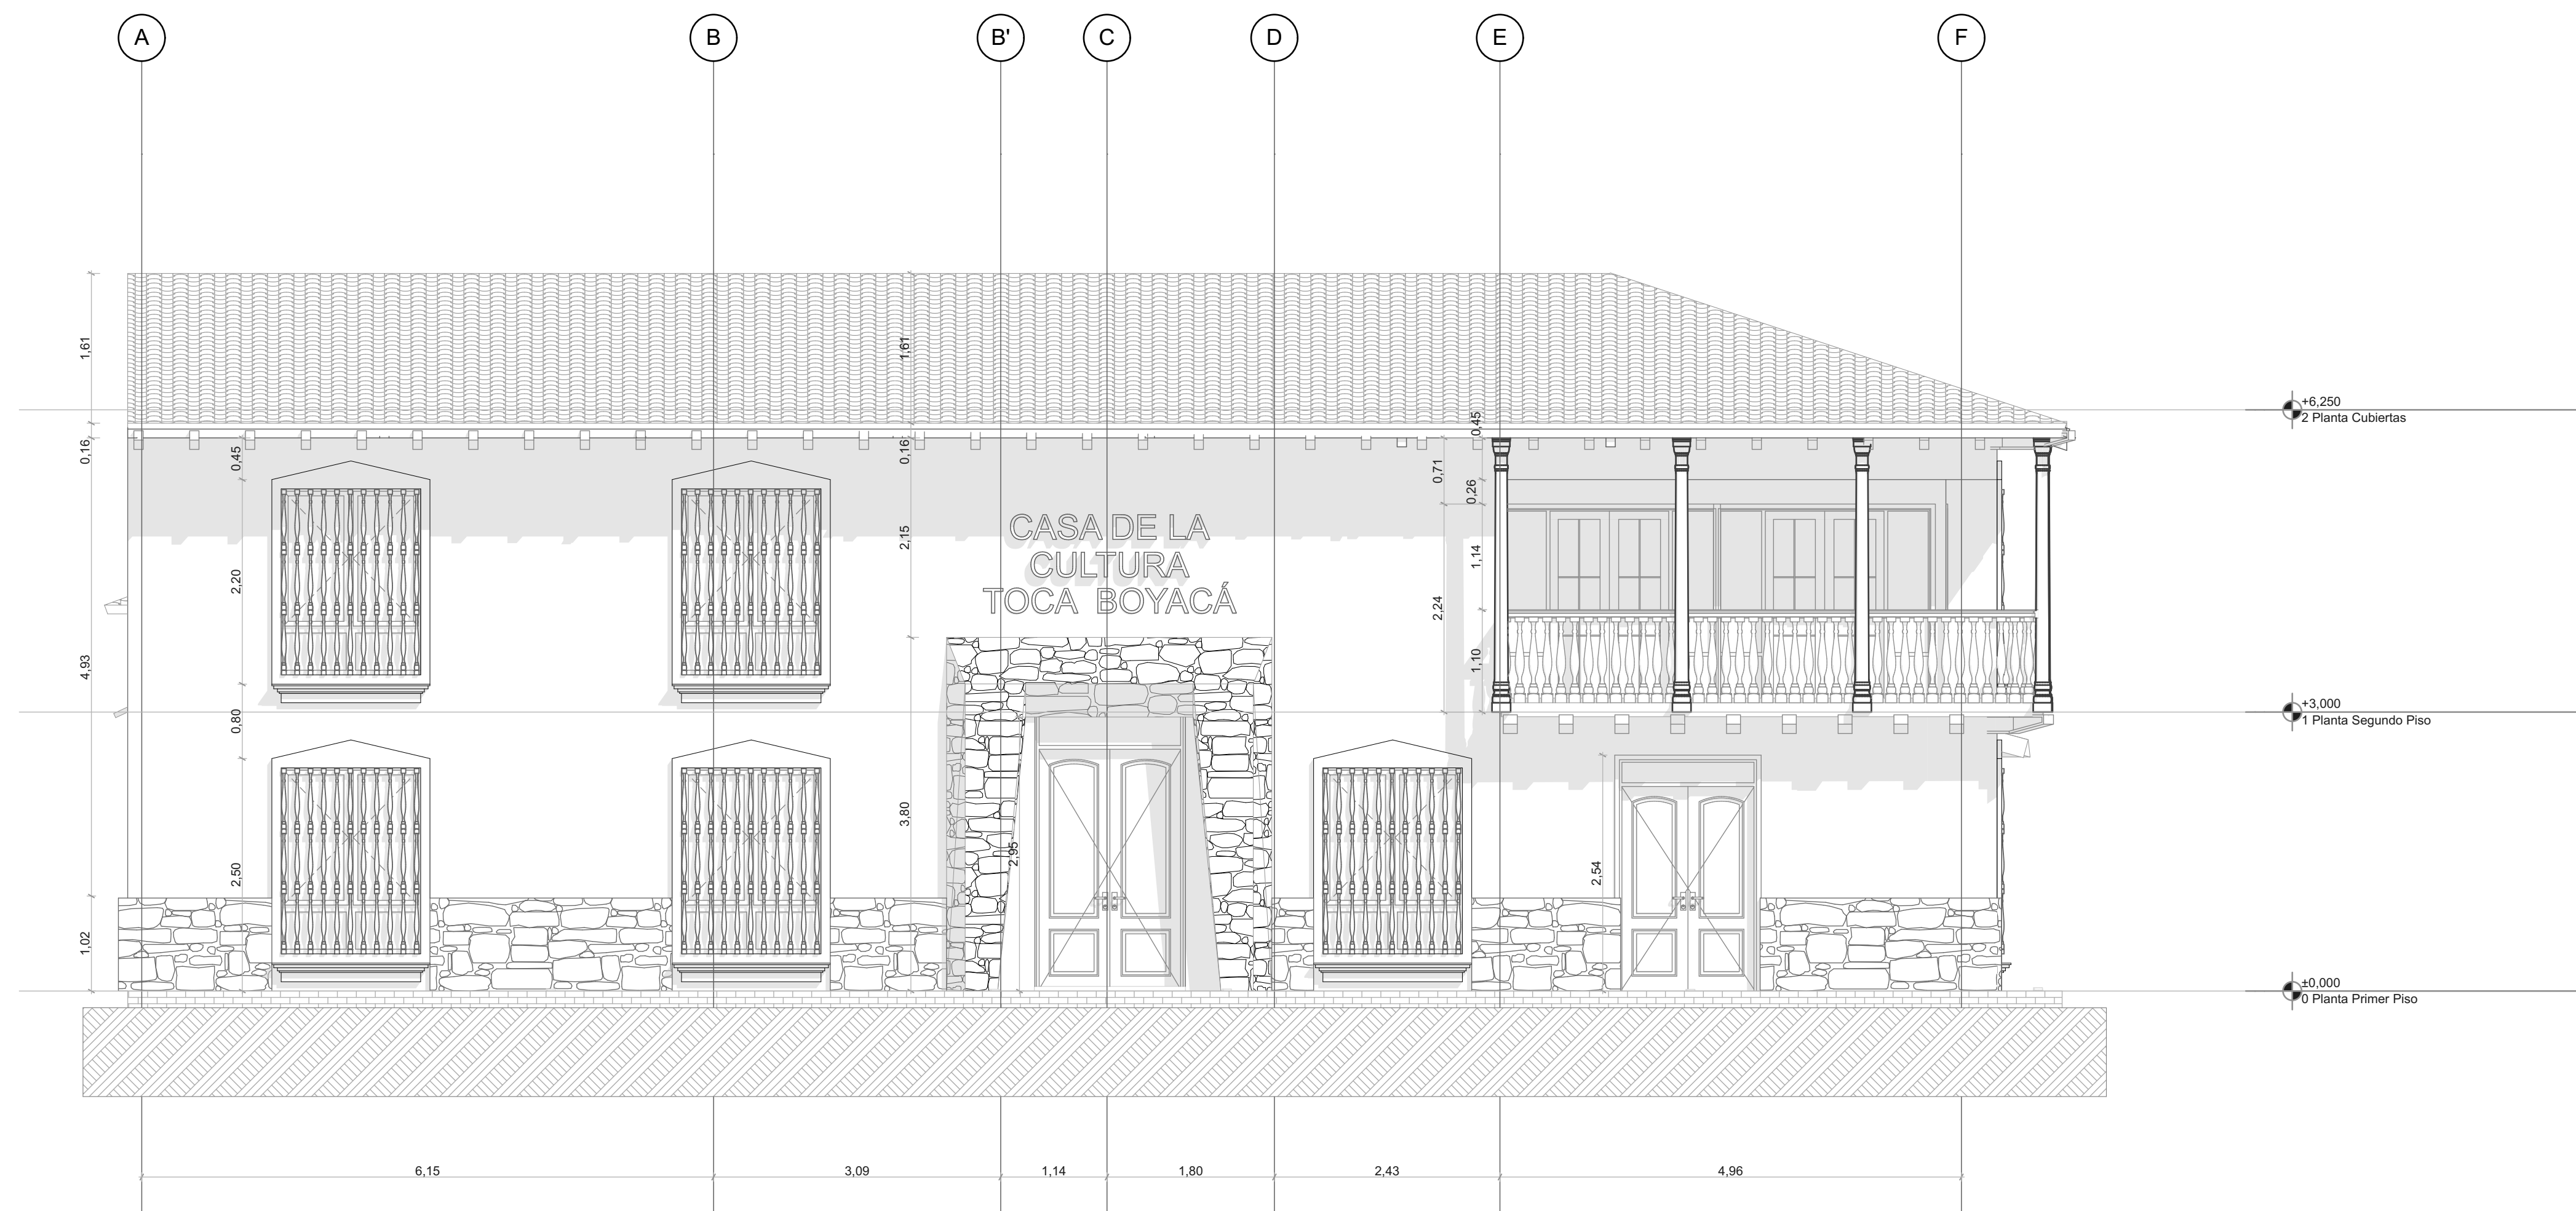 A
B
B'
C
D
E
F
1,61
1,61
+6,250
2 Planta Cubiertas
0,45
0,16
0,45
0,16
0,71
0,26
CASA DE LA
CULTURA
TOCA BOYACÁ
2,15
1,14
2,20
2,24
4,93
1,10
0,80
+3,000
1 Planta Segundo Piso
3,80
2,95
2,50
2,54
1,02
±0,000
0 Planta Primer Piso
6,15
3,09
1,14
1,80
2,43
4,96